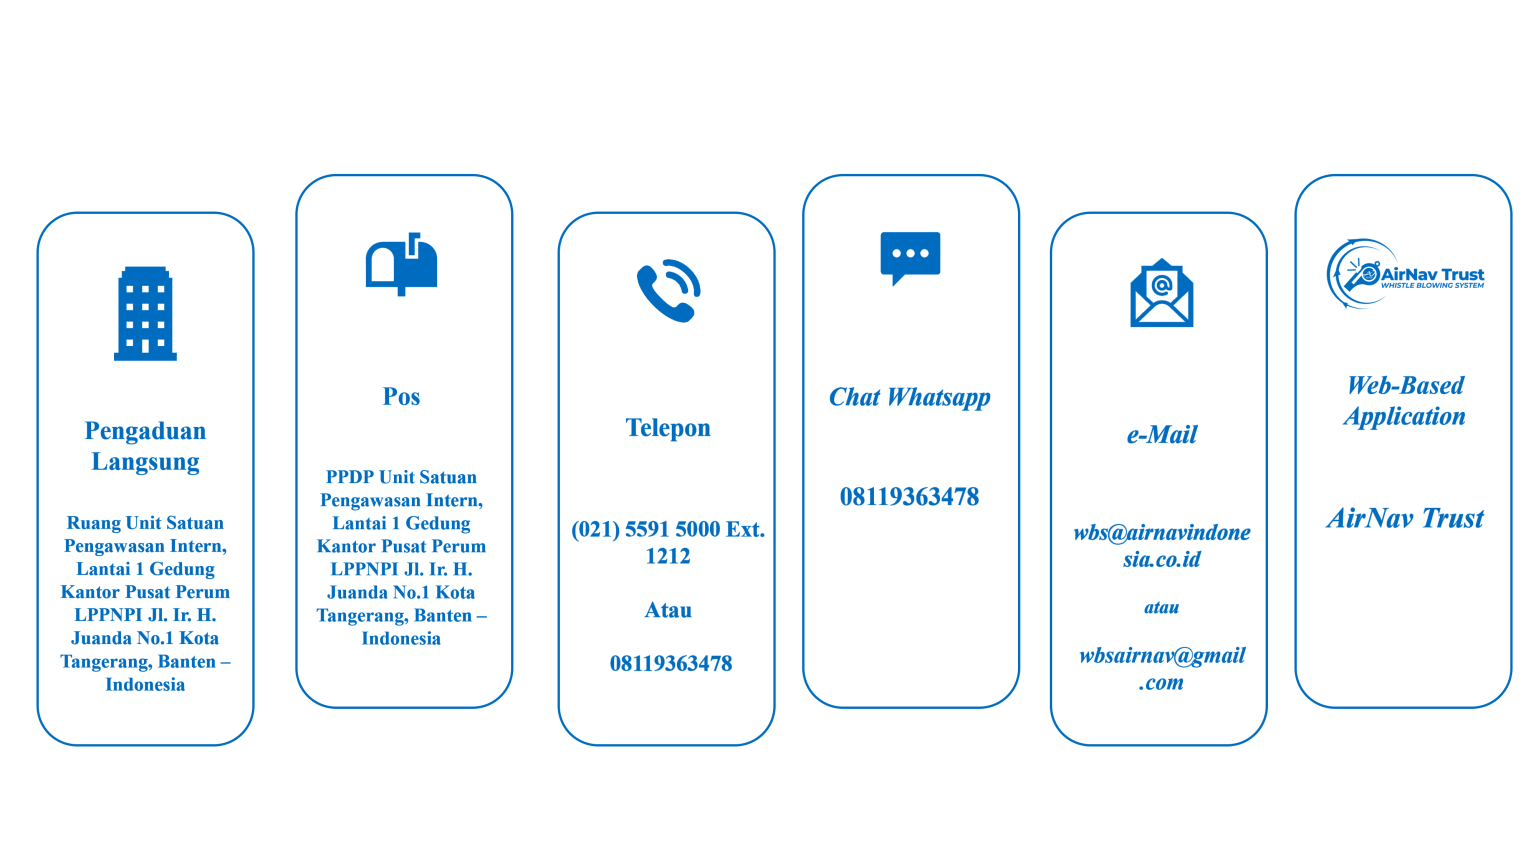 Pengaduan
Langsung
Ruang Unit Satuan
Pengawasan Intern,
Lantai 1 Gedung
Kantor Pusat Perum
LPPNPI Jl. Ir. H.
Juanda No.1 Kota
Tangerang, Banten –
Indonesia
Pos
PPDP Unit Satuan
Pengawasan Intern,
Lantai 1 Gedung
Kantor Pusat Perum
LPPNPI Jl. Ir. H.
Juanda No.1 Kota
Tangerang, Banten –
Indonesia
Telepon
(021) 5591 5000 Ext.
1212
Atau
08119363478
Chat Whatsapp
08119363478
@
e-Mail
wbs@airnavindone
sia.co.id
atau
wbsairnav@gmail
.com
AirNav Trust
WHISTLE BLOWING SYSTEM
Web-Based
Application
AirNav Trust